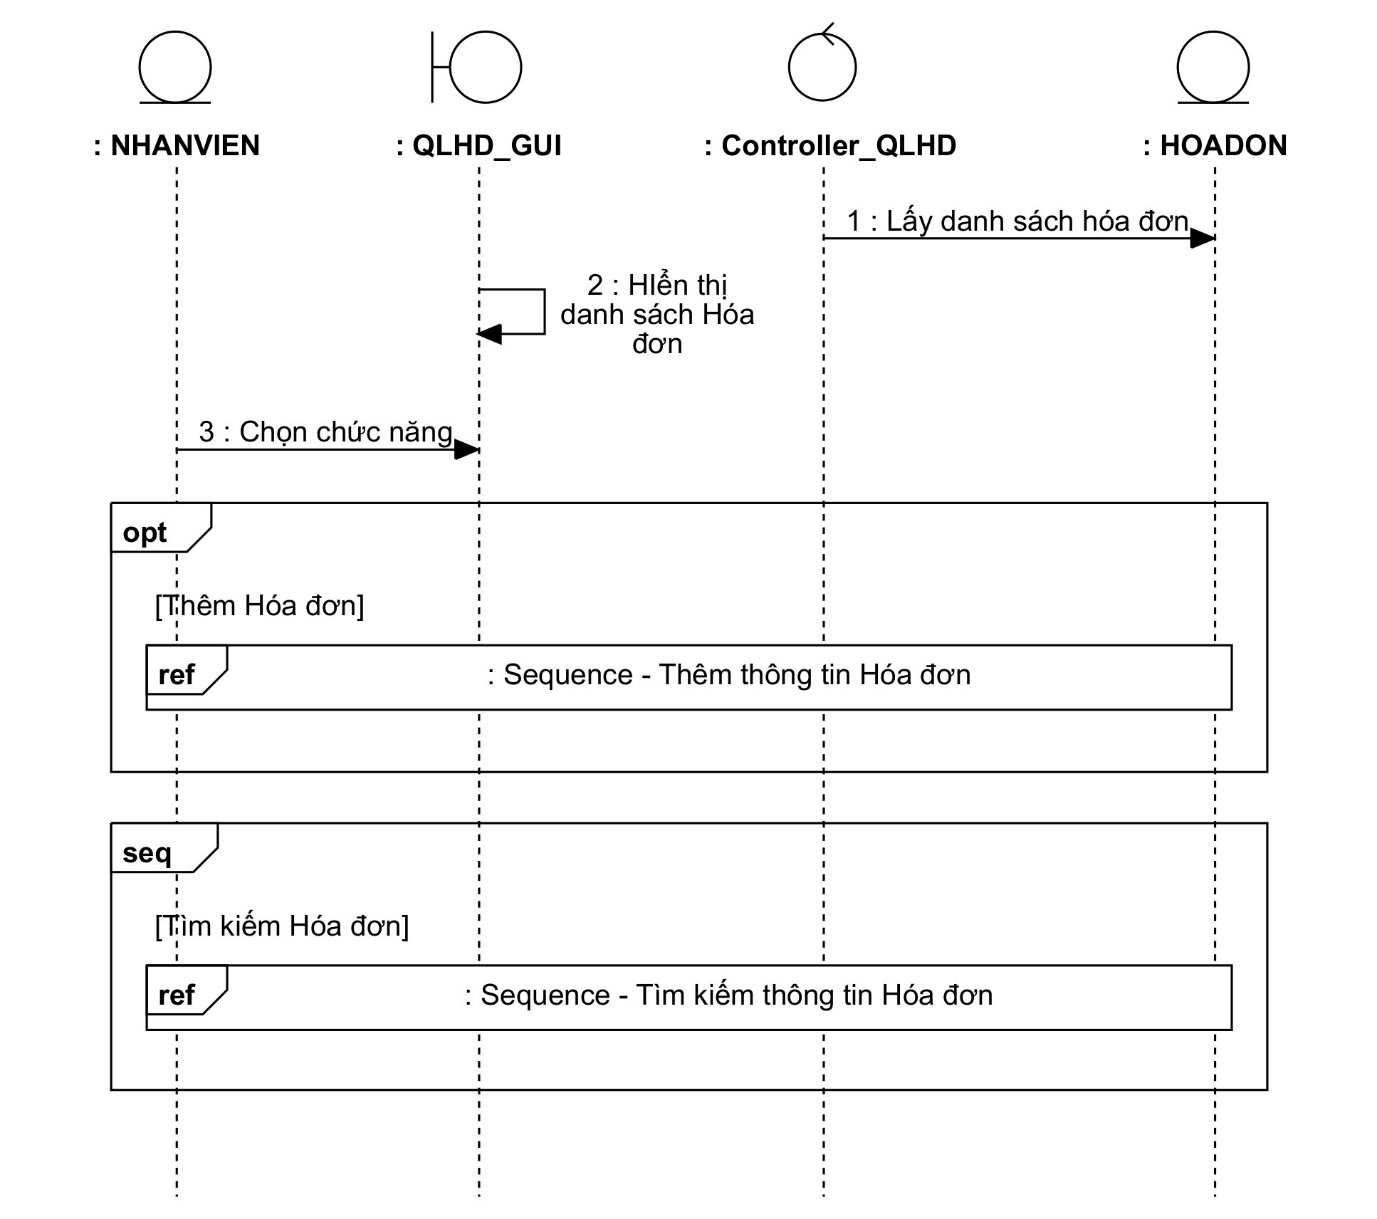 : NHANVIEN
: QLHD_GUI
: Controller_QLHD
: HOADON
1 : Lấy danh sách hóa đơn
2 : HIển thị
danh sách Hóa
đơn
3 : Chọn chức năng
opt
[Thêm Hóa đơn]
ref
: Sequence - Thêm thông tin Hóa đơn
seq
[Tìm kiếm Hóa đơn]
ref
: Sequence - Tìm kiếm thông tin Hóa đơn